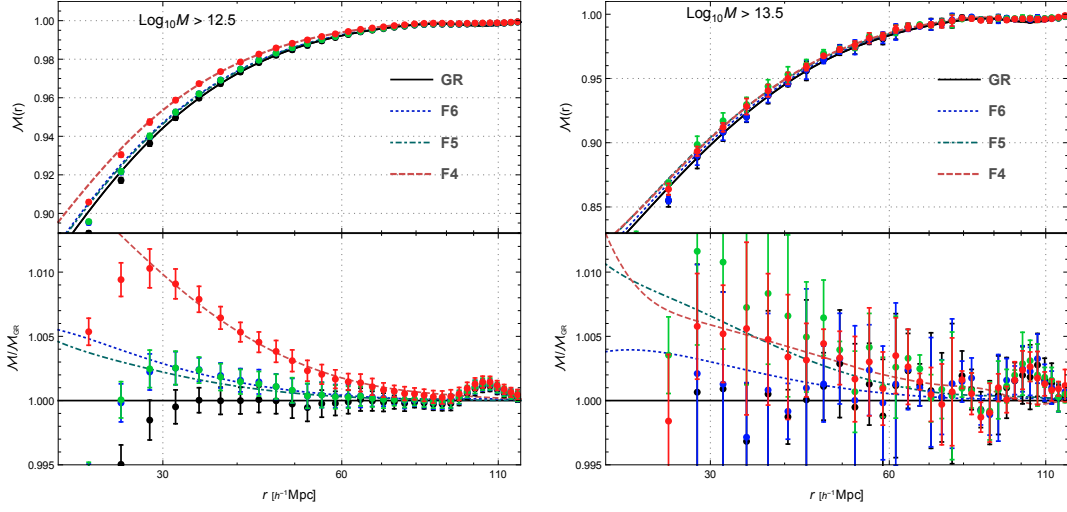 Log₁₀M > 12.5
1.00
0.98
0.96
0.94
0.92
0.90
ℳ(r)
GR
F6
F5
F4
1.010
1.005
1.000
0.995
ℳ/ℳGR
30
60
110
r [h⁻¹Mpc]
Log₁₀M > 13.5
1.00
0.95
0.90
0.85
ℳ(r)
GR
F6
F5
F4
1.010
1.005
1.000
0.995
ℳ/ℳGR
30
60
110
r [h⁻¹Mpc]